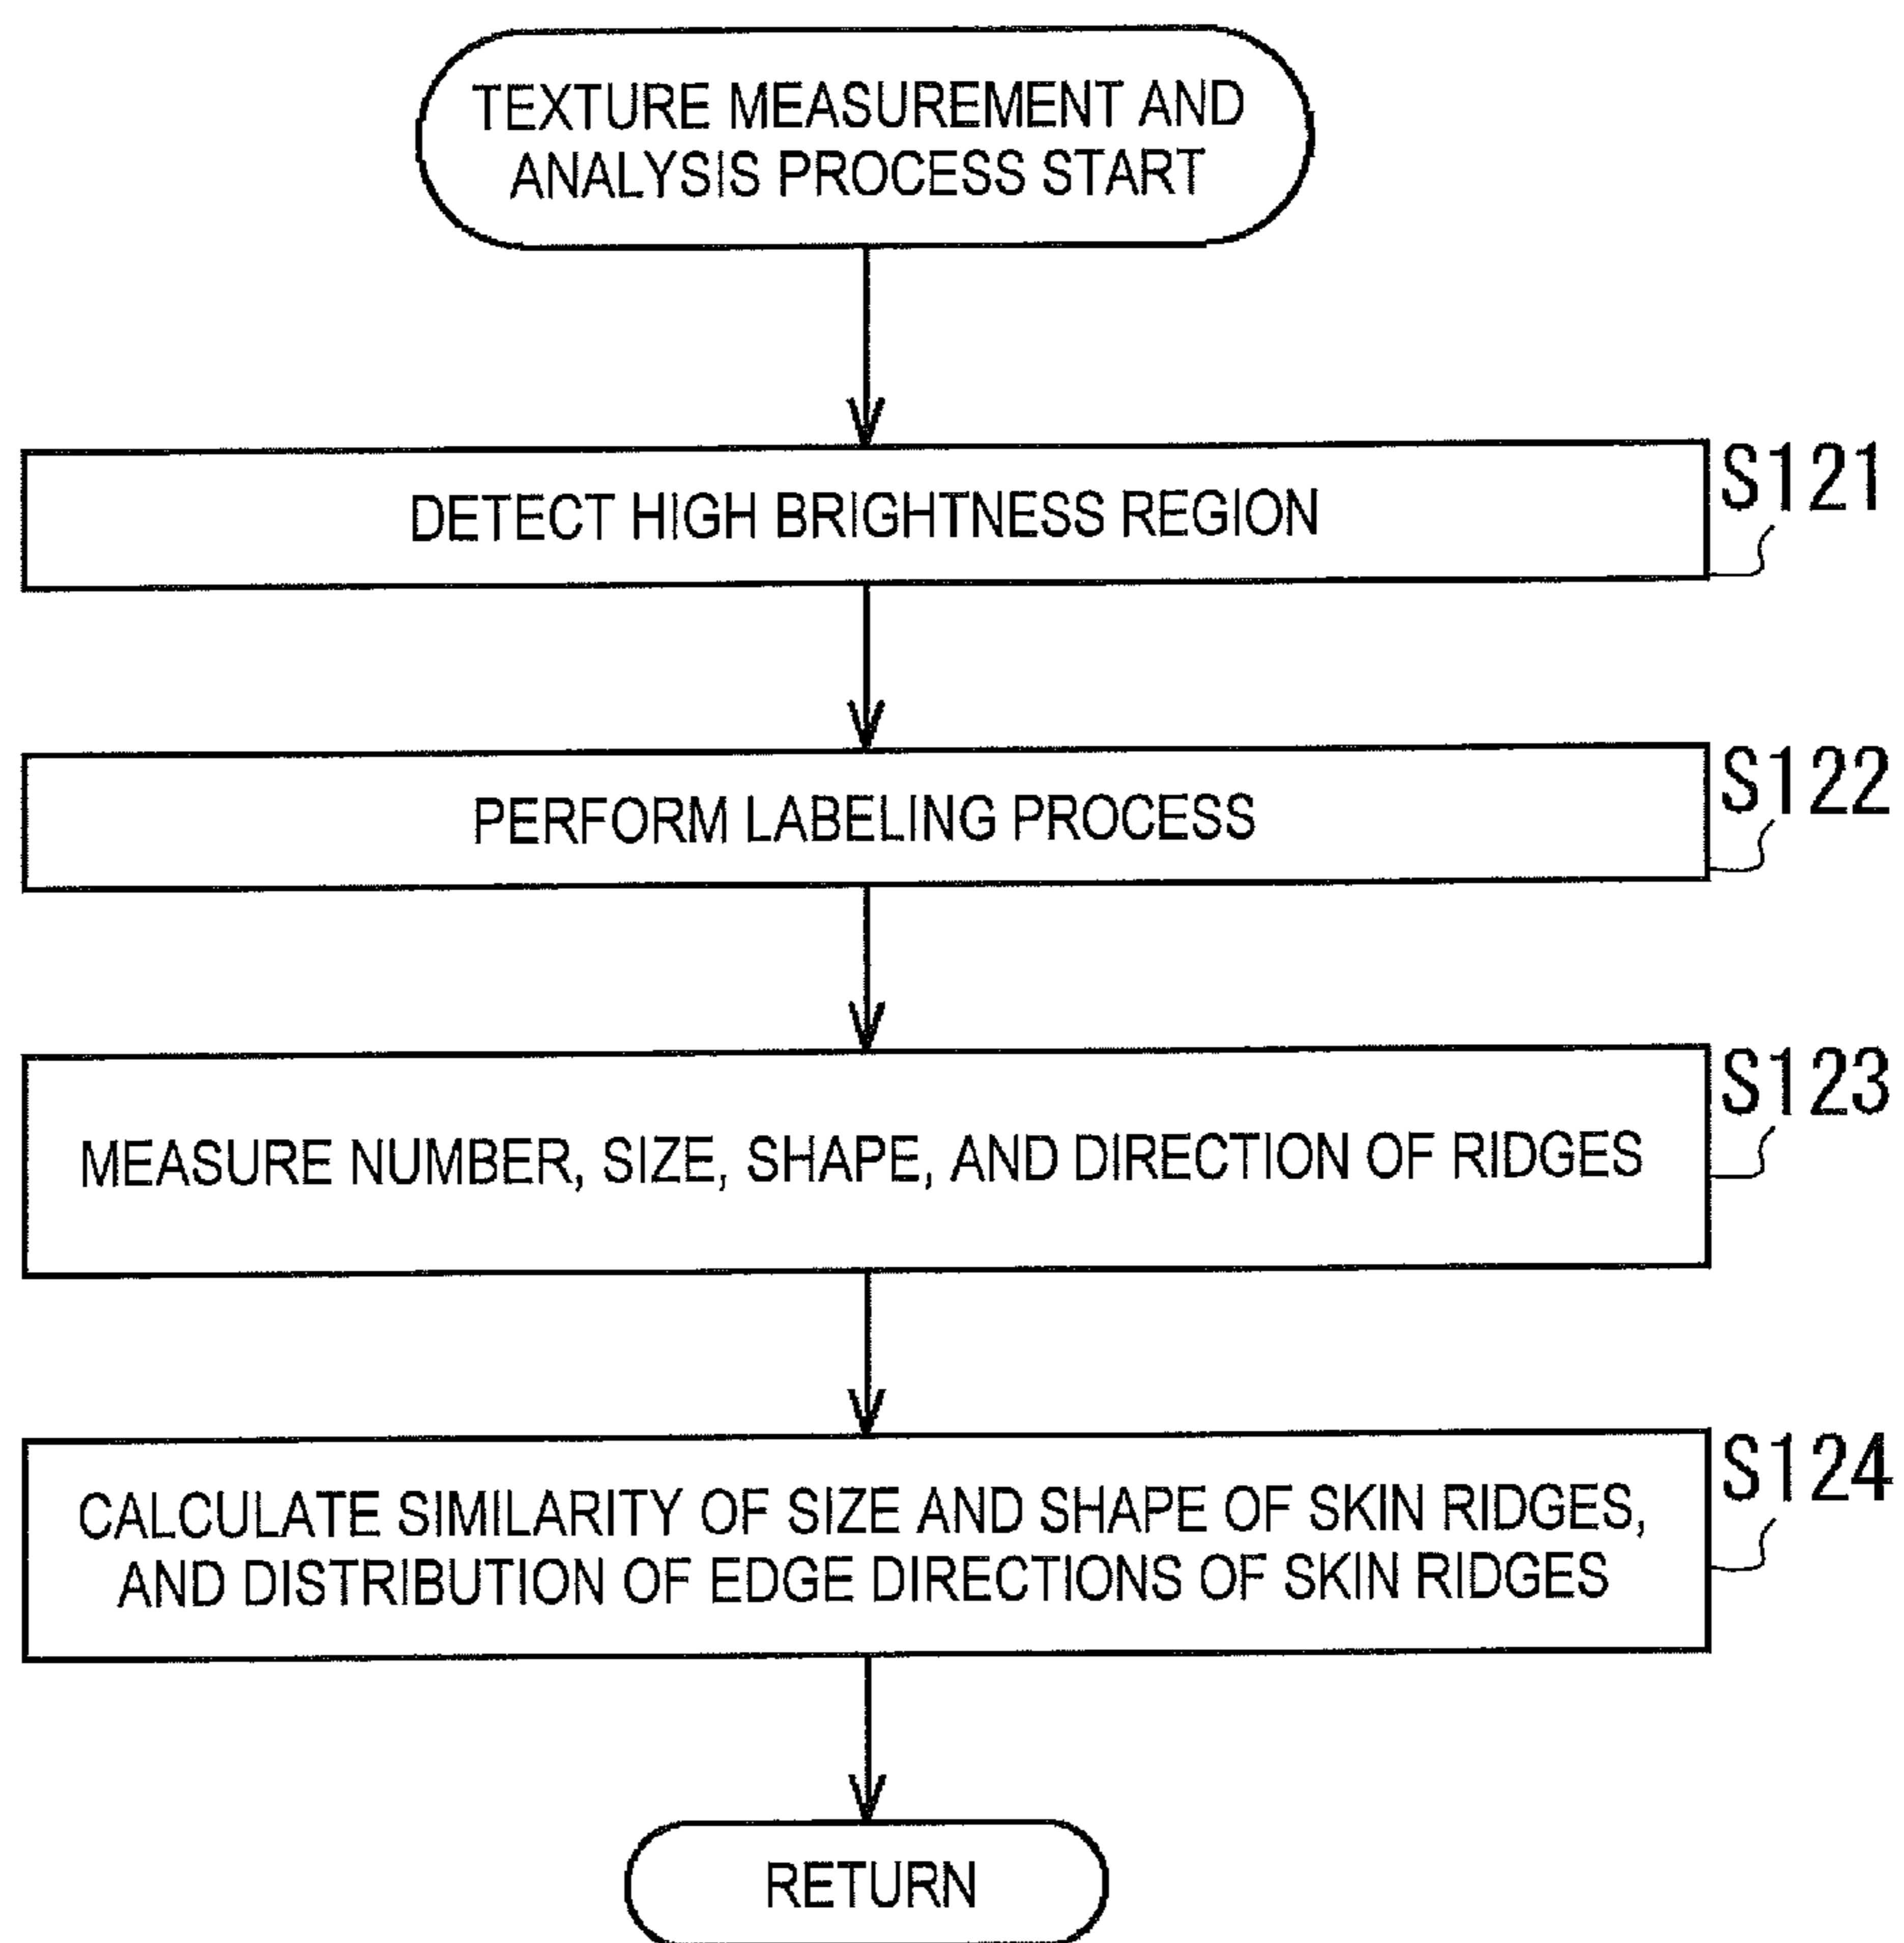 TEXTURE MEASUREMENT AND
ANALYSIS PROCESS START
S121
DETECT HIGH BRIGHTNESS REGION
S122
PERFORM LABELING PROCESS
S123
MEASURE NUMBER, SIZE, SHAPE, AND DIRECTION OF RIDGES
S124
CALCULATE SIMILARITY OF SIZE AND SHAPE OF SKIN RIDGES,
AND DISTRIBUTION OF EDGE DIRECTIONS OF SKIN RIDGES
RETURN